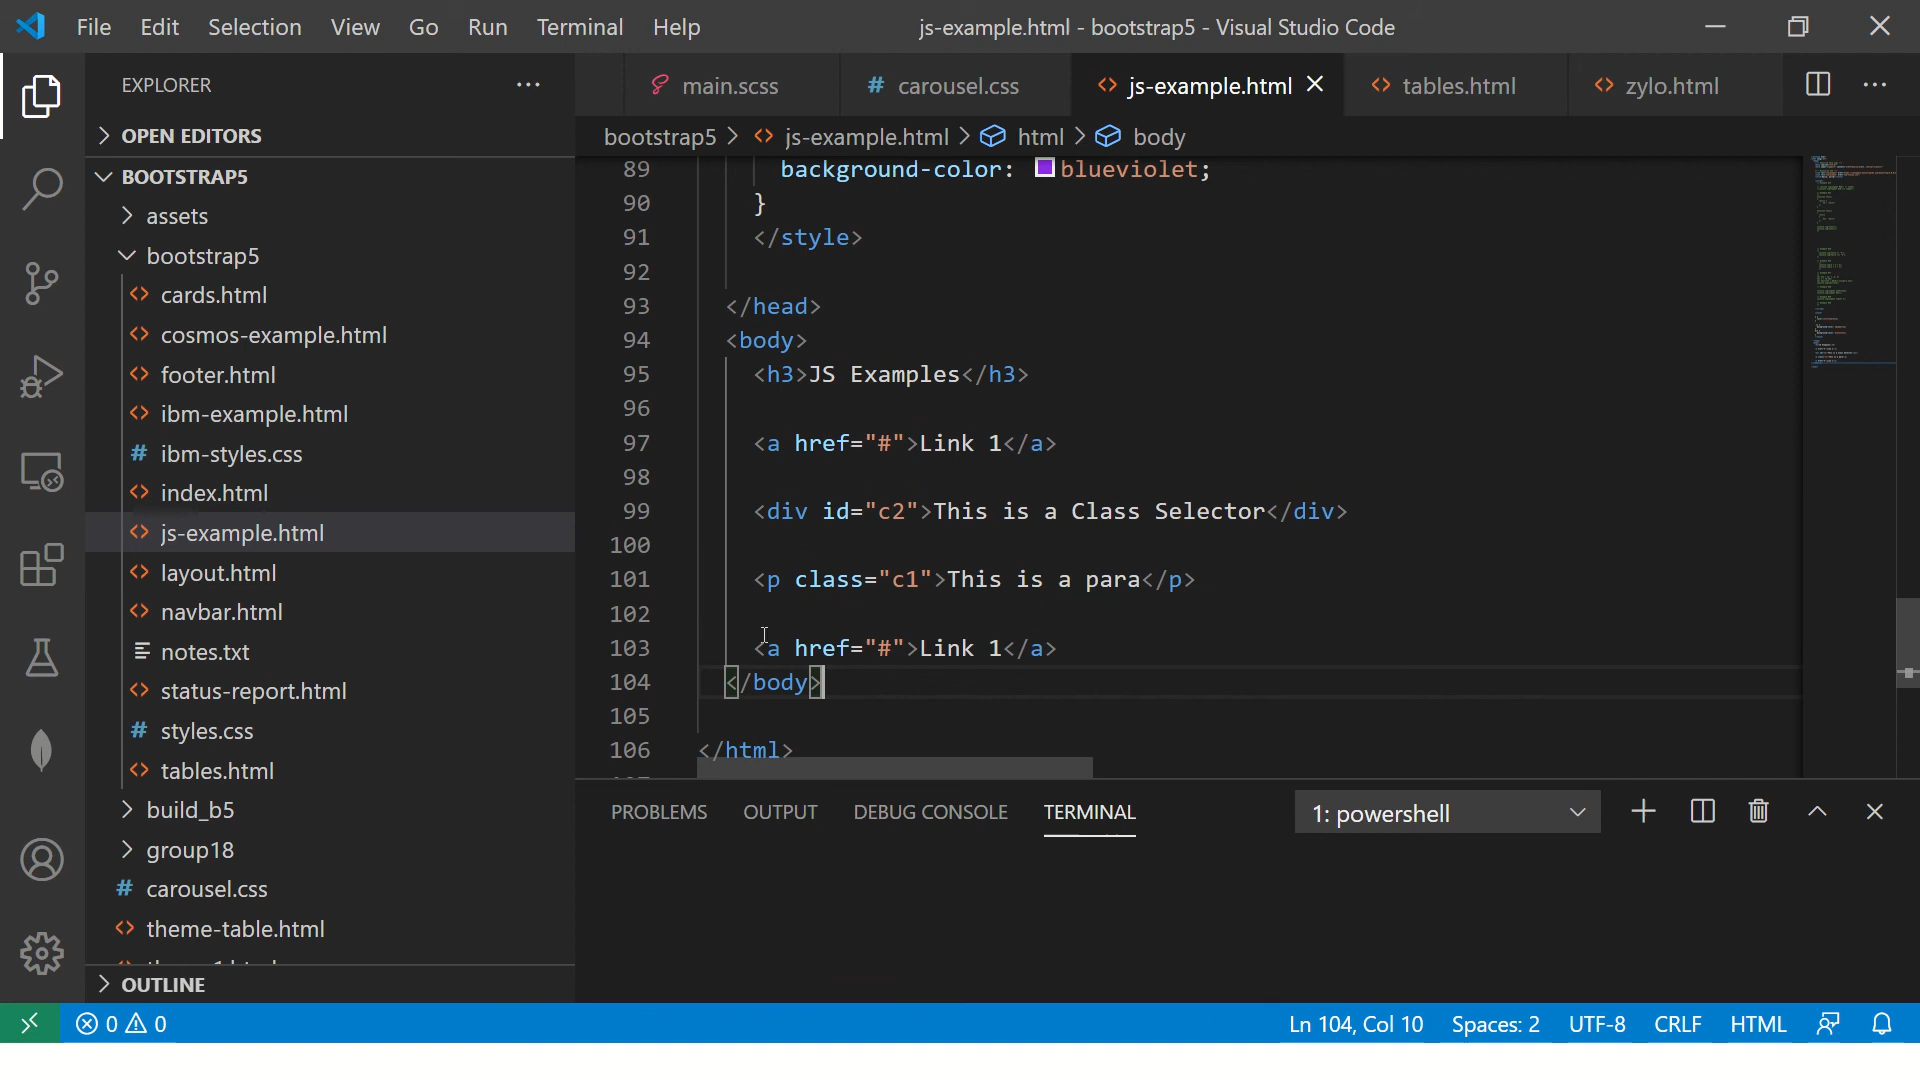 File Edit Selection View Go Run Terminal Help js-example.html - bootstrap5 - Visual Studio Code
EXPLORER
OPEN EDITORS
BOOTSTRAP5
assets
bootstrap5
cards.html
cosmos-example.html
footer.html
ibm-example.html
ibm-styles.css
index.html
js-example.html
layout.html
navbar.html
notes.txt
status-report.html
styles.css
tables.html
build_b5
group18
carousel.css
theme-table.html
OUTLINE
main.scss carousel.css js-example.html tables.html zylo.html
bootstrap5 > js-example.html > html > body
89 background-color: blueviolet;
90 }
91 </style>
92
93 </head>
94 <body>
95 <h3>JS Examples</h3>
96
97 <a href="#">Link 1</a>
98
99 <div id="c2">This is a Class Selector</div>
100
101 <p class="c1">This is a para</p>
102
103 <a href="#">Link 1</a>
104 </body>
105
106 </html>
PROBLEMS OUTPUT DEBUG CONSOLE TERMINAL 1: powershell
0 0 Ln 104, Col 10 Spaces: 2 UTF-8 CRLF HTML